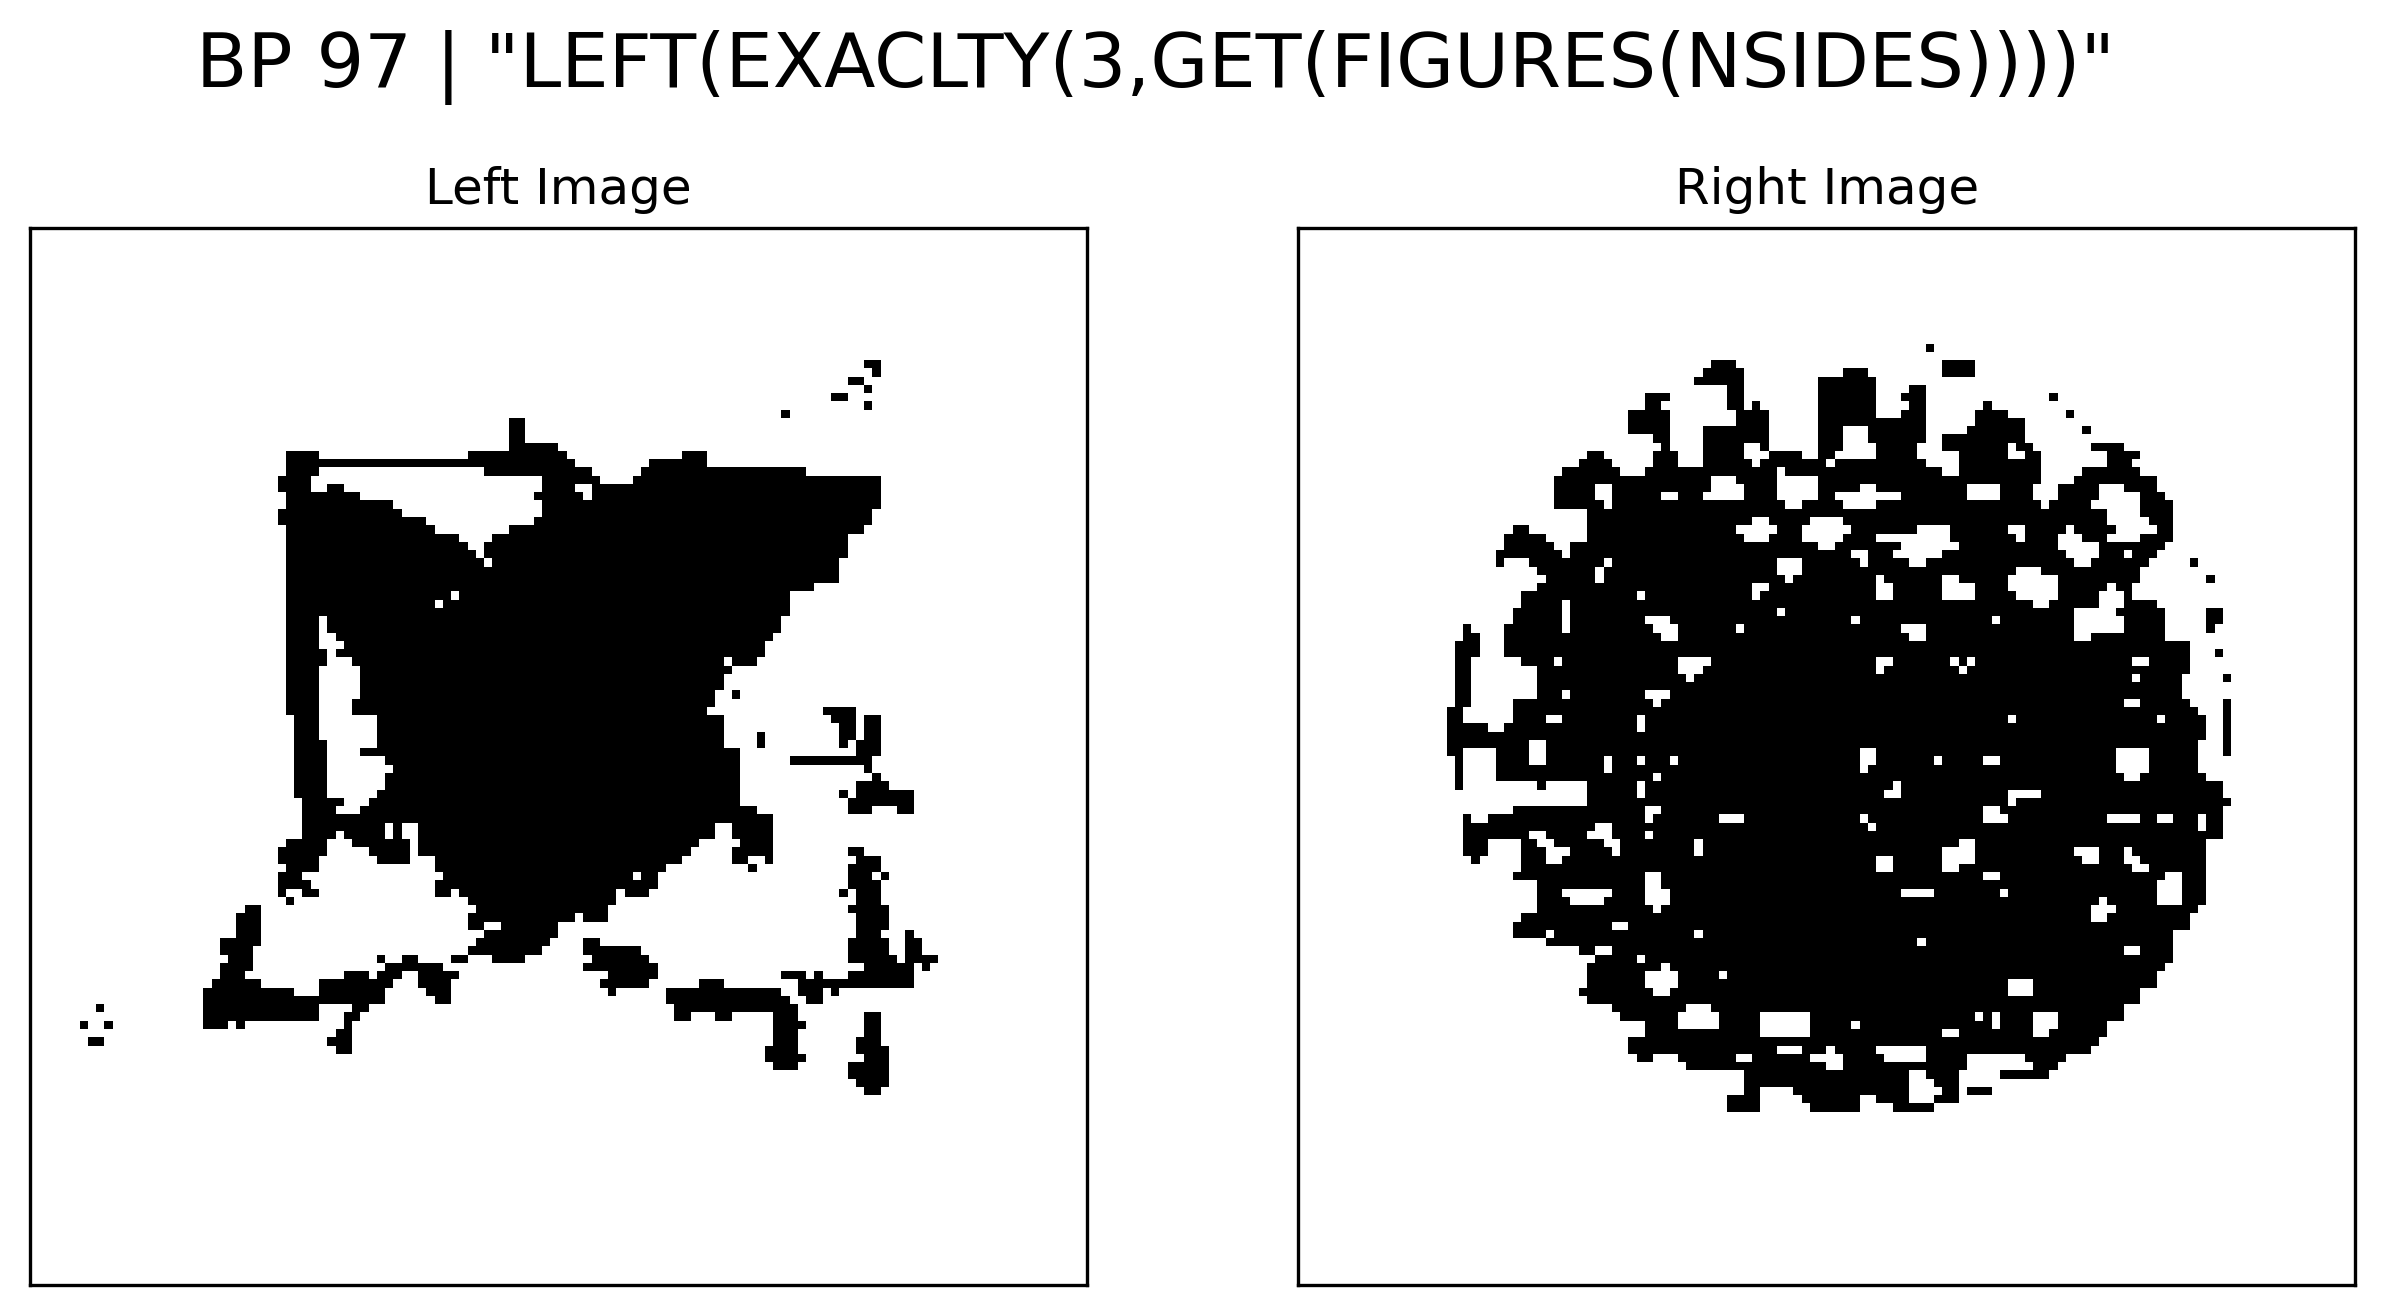 BP 97 | "LEFT(EXACLTY(3,GET(FIGURES(NSIDES))))"
Left Image
Right Image